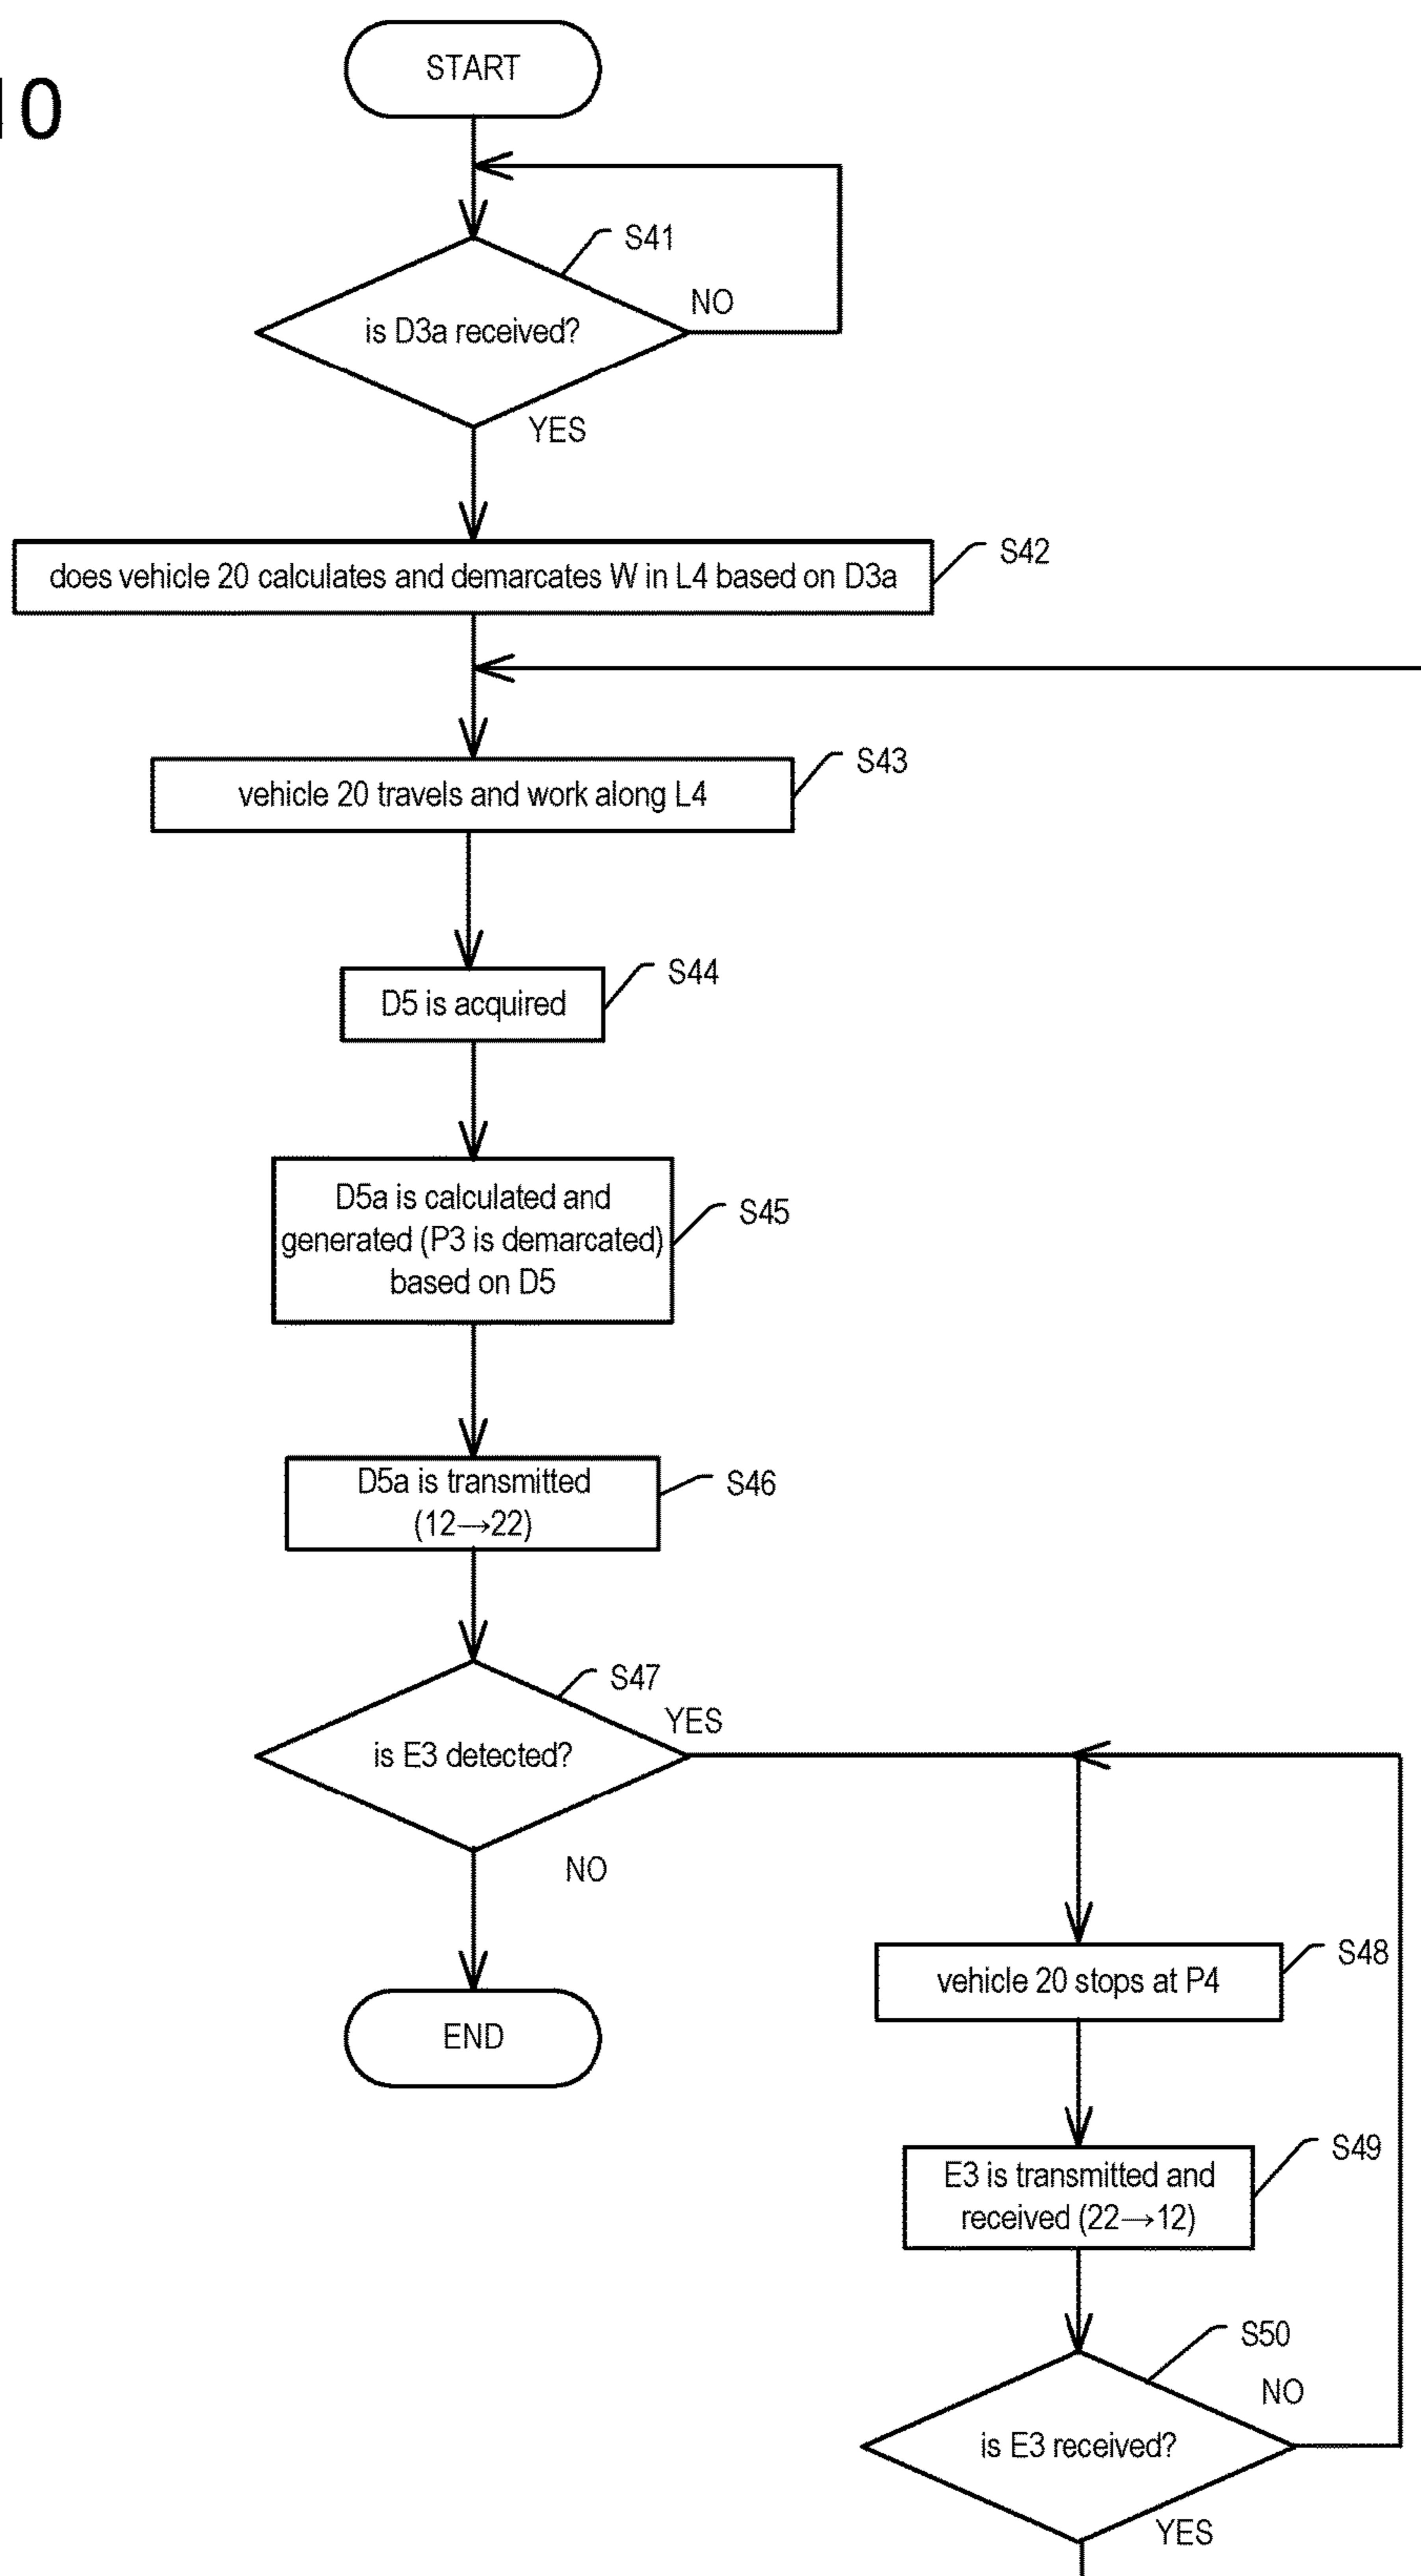 10
START
S41
NO
is D3a received?
YES
S42
does vehicle 20 calculates and demarcates W in L4 based on D3a
S43
vehicle 20 travels and work along L4
S44
D5 is acquired
S45
D5a is calculated and
generated (P3 is demarcated)
based on D5
S46
D5a is transmitted
(12→22)
S47
YES
is E3 detected?
NO
S48
vehicle 20 stops at P4
END
S49
E3 is transmitted and
received (22→12)
S50
NO
is E3 received?
YES